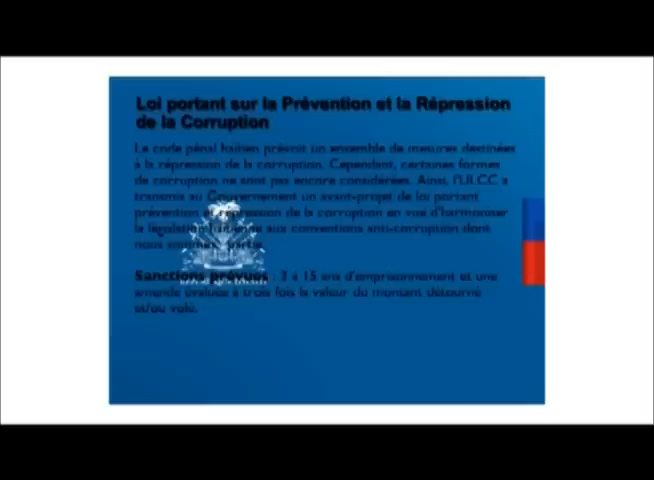 Loi portant sur la Prévention et la Répression
de la Corruption
Le code pénal haïtien prévoit un ensemble de mesures destinées
à la répression de la corruption. Cependant, certaines formes
de corruption ne sont pas encore considérées. Ainsi, l'ULCC a
transmis au Gouvernement un avant-projet de loi portant
prévention et répression de la corruption en vue d'harmoniser
la législation haïtienne aux conventions anti-corruption dont
nous sommes partie.
Sanctions prévues : 3 à 15 ans d'emprisonnement et une
amende évaluée à trois fois la valeur du montant détourné
et/ou volé.